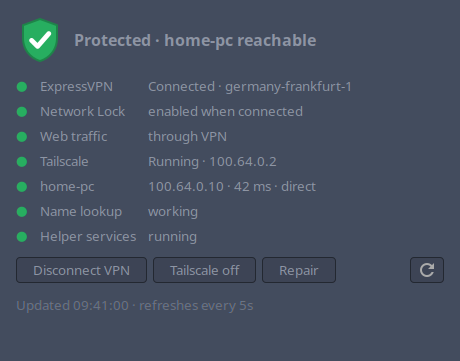 Protected · home-pc reachable
ExpressVPN Connected · germany-frankfurt-1
Network Lock enabled when connected
Web traffic through VPN
Tailscale Running · 100.64.0.2
home-pc 100.64.0.10 · 42 ms · direct
Name lookup working
Helper services running
Disconnect VPN Tailscale off Repair
Updated 09:41:00 · refreshes every 5s